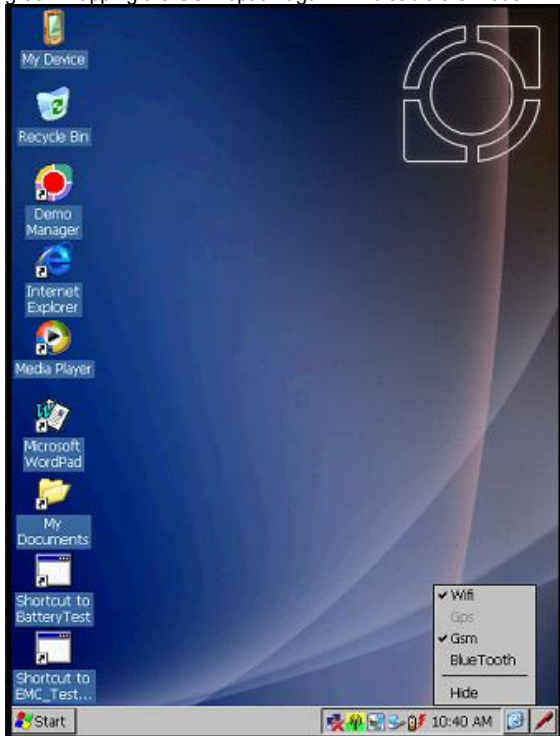 My Device
Recycle Bin
Demo
Manager
Internet
Explorer
Media Player
Microsoft
WordPad
My
Documents
Shortcut to
BatteryTest
Shortcut to
EMC_Test...
Wifi
Gps
Gsm
BlueTooth
Hide
Start
10:40 AM